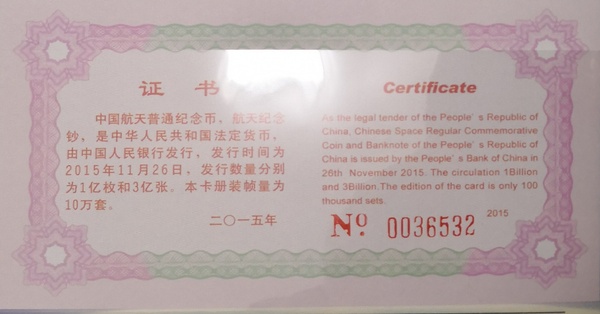 证书
中国航天普通纪念币、航天纪念
钞，是中华人民共和国法定货币，
由中国人民银行发行，发行时间为
2015年11月26日，发行数量分别
为1亿枚和3亿张。本卡册装帧量为
10万套。
二〇一五年
Certificate
As the legal tender of the People's Republic of
China, Chinese Space Regular Commemorative
Coin and Banknote of the People's Republic of
China is issued by the People's Bank of China in
26th November 2015. The circulation 1Billion
and 3Billion.The edition of the card is only 100
thousand sets.
2015
No 0036532